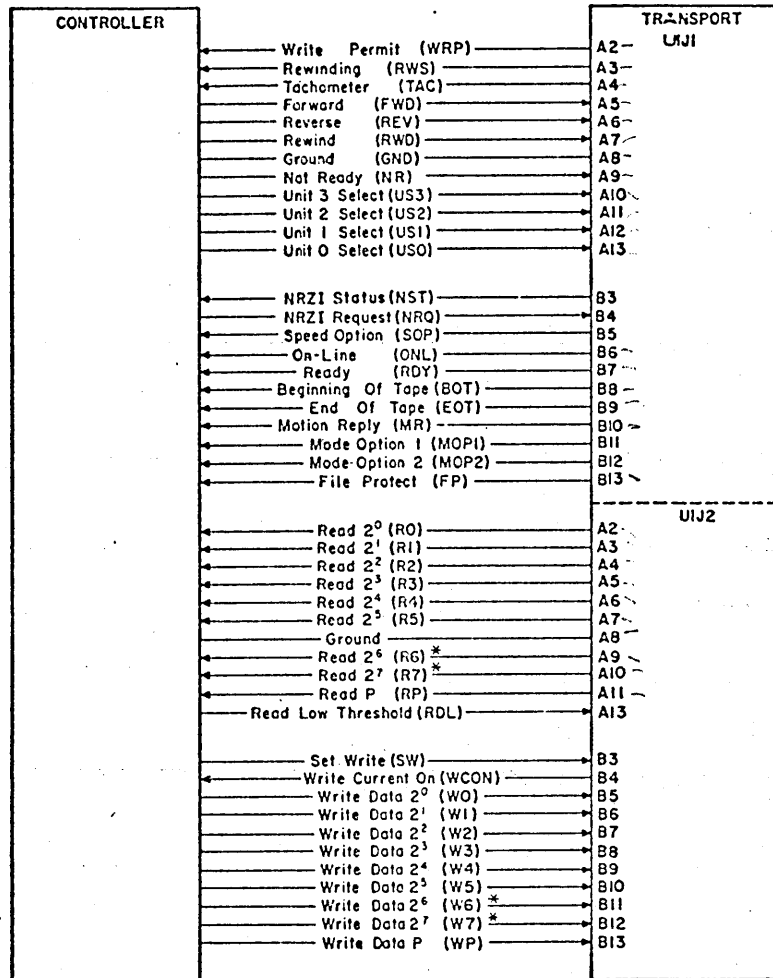 CONTROLLER TRANSPORT
U1J1
Write Permit (WRP) A2
Rewinding (RWS) A3
Tachometer (TAC) A4
Forward (FWD) A5
Reverse (REV) A6
Rewind (RWD) A7
Ground (GND) A8
Not Ready (NR) A9
Unit 3 Select (US3) A10
Unit 2 Select (US2) A11
Unit 1 Select (US1) A12
Unit 0 Select (US0) A13
NRZI Status (NST) B3
NRZI Request (NRQ) B4
Speed Option (SOP) B5
On-Line (ONL) B6
Ready (RDY) B7
Beginning Of Tape (BOT) B8
End Of Tape (EOT) B9
Motion Reply (MR) B10
Mode Option 1 (MOP1) B11
Mode-Option 2 (MOP2) B12
File Protect (FP) B13
U1J2
Read 2⁰ (R0) A2
Read 2¹ (R1) A3
Read 2² (R2) A4
Read 2³ (R3) A5
Read 2⁴ (R4) A6
Read 2⁵ (R5) A7
Ground A8
Read 2⁶ (R6) * A9
Read 2⁷ (R7) * A10
Read P (RP) A11
Read Low Threshold (RDL) A13
Set Write (SW) B3
Write Current On (WCON) B4
Write Data 2⁰ (W0) B5
Write Data 2¹ (W1) B6
Write Data 2² (W2) B7
Write Data 2³ (W3) B8
Write Data 2⁴ (W4) B9
Write Data 2⁵ (W5) B10
Write Data 2⁶ (W6) * B11
Write Data 2⁷ (W7) * B12
Write Data P (WP) B13